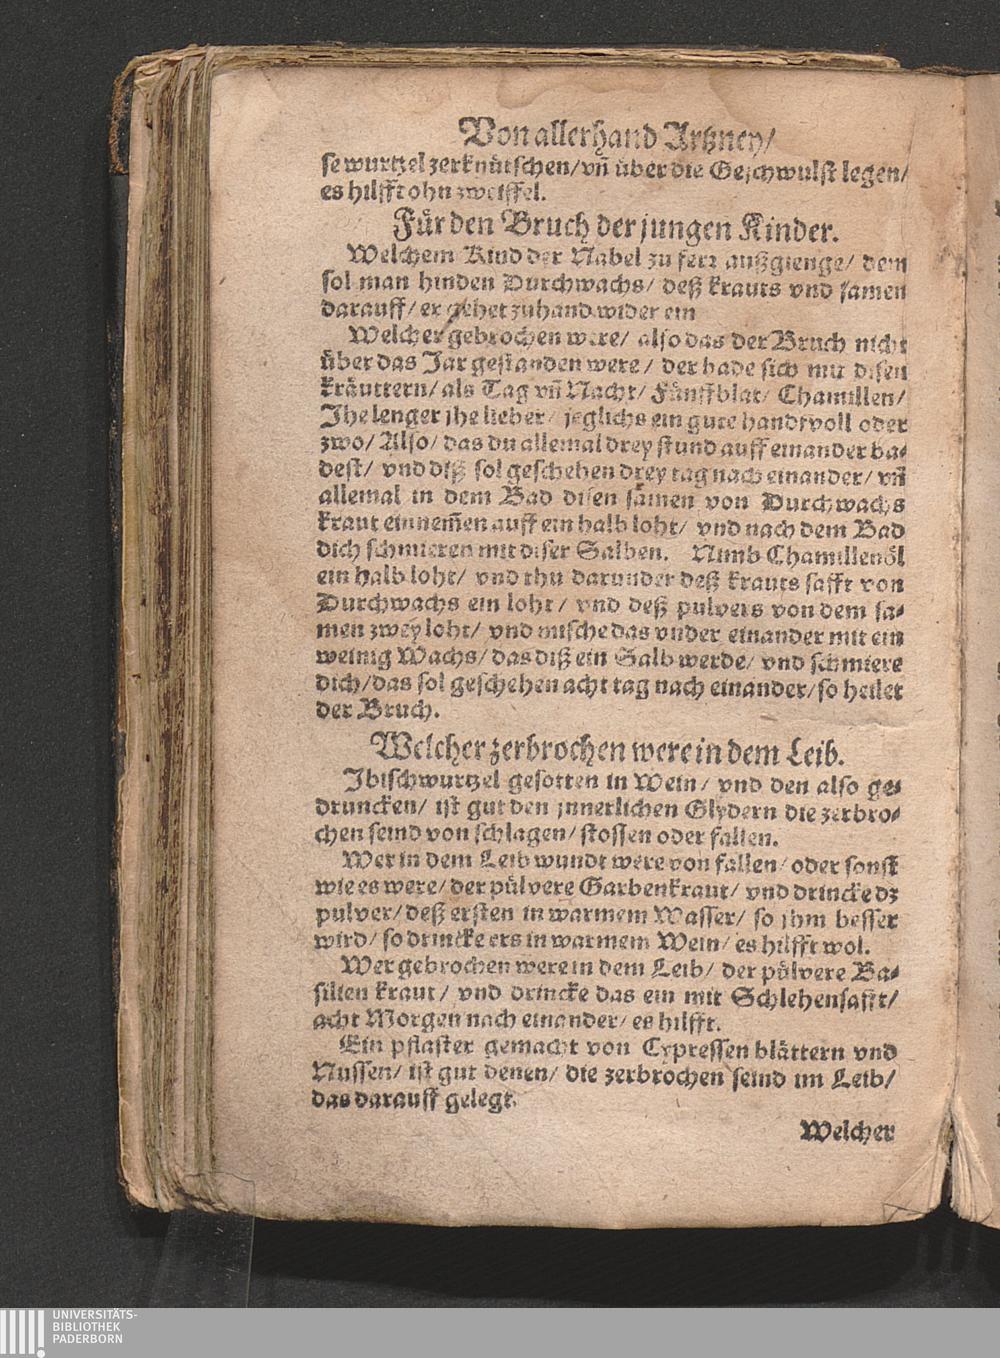 Von allerhand Artzney/
se wurtzel zerknütschen/ vñ über die Geschwulst legen/
es hilfft ohn zweiffel.
Für den Bruch der jungen Kinder.
Welchem Kind der Nabel zu ferr außgienge/ dem
sol man hinden Durchwachs/ deß krauts vnd samen
darauff/ er gehet zuhand wider ein
Welcher gebrochen were/ also das der Bruch nicht
über das Jar gestanden were/ der bade sich mit disen
kräuttern/ als Tag vñ Nacht/ Fünffblat/ Chamillen/
Jhe lenger jhe lieber/ jeglichs ein gute handtvoll oder
zwo/ Also/ das du allemal drey stund auff einander ba-
dest/ vnd diß sol geschehen drey tag nach einander/ vñ
allemal in dem Bad disen samen von Durchwachs
kraut einnem̃en auff ein halb loht/ vnd nach dem Bad
dich schmieren mit diser Salben. Nimb Chamillenöl
ein halb loht/ vnd thu darunder deß krauts safft von
Durchwachs ein loht/ vnd deß pulvers von dem sa-
men zwey loht/ vnd mische das vnder einander mit ein
weinig Wachs/ das diß ein Salb werde/ vnd schmiere
dich/ das sol geschehen acht tag nach einander/ so heilet
der Bruch.
Welcher zerbrochen were in dem Leib.
Jbischwurtzel gesotten in Wein/ vnd den also ge-
druncken/ ist gut den jnnerlichen Glydern die zerbro-
chen seind von schlagen/ stossen oder fallen.
Wer in dem Leib wundt were von fallen/ oder sonst
wie es were/ der pülvere Garbenkraut/ vnd drincke dz
pulver/ deß ersten in warmem Wasser/ so jhm besser
wird/ so drincke ers in warmem Wein/ es hilfft wol.
Wer gebrochen were in dem Leib/ der pülvere Ba-
silien kraut/ vnd drincke das ein mit Schlehensafft/
acht Morgen nach einander/ es hilfft.
Ein pflaster gemacht von Cypressen blättern vnd
Nussen/ ist gut denen/ die zerbrochen seind im Leib/
das darauff gelegt.
Welcher
UNIVERSITÄTS-
BIBLIOTHEK
PADERBORN